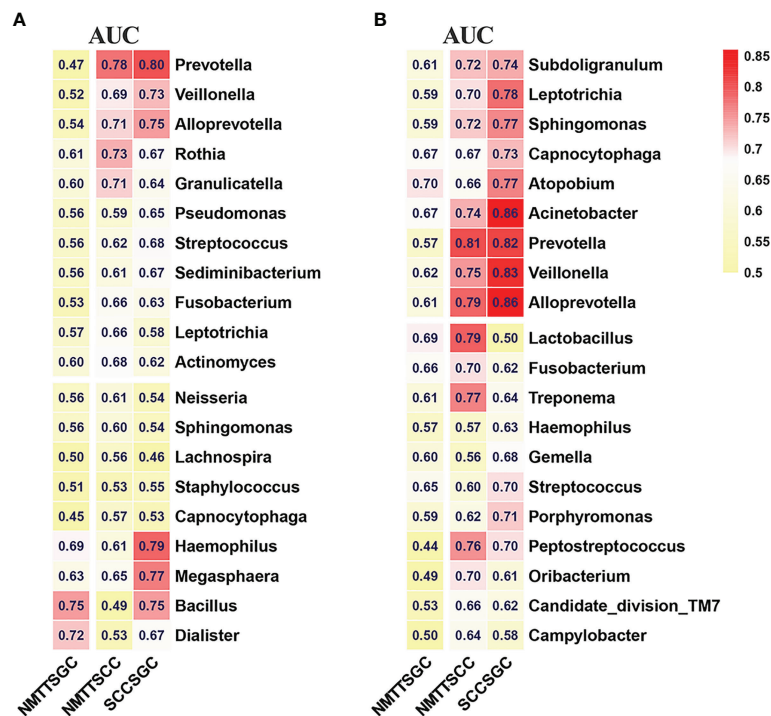 A
AUC
0.47 0.78 0.80 Prevotella
0.52 0.69 0.73 Veillonella
0.54 0.71 0.75 Alloprevotella
0.61 0.73 0.67 Rothia
0.60 0.71 0.64 Granulicatella
0.56 0.59 0.65 Pseudomonas
0.56 0.62 0.68 Streptococcus
0.56 0.61 0.67 Sediminibacterium
0.53 0.66 0.63 Fusobacterium
0.57 0.66 0.58 Leptotrichia
0.60 0.68 0.62 Actinomyces
0.56 0.61 0.54 Neisseria
0.56 0.60 0.54 Sphingomonas
0.50 0.56 0.46 Lachnospira
0.51 0.53 0.55 Staphylococcus
0.45 0.57 0.53 Capnocytophaga
0.69 0.61 0.79 Haemophilus
0.63 0.65 0.77 Megasphaera
0.75 0.49 0.75 Bacillus
0.72 0.53 0.67 Dialister
NMTTSGC
NMTTSCC
SCCSGC
B
AUC
0.61 0.72 0.74 Subdoligranulum
0.59 0.70 0.78 Leptotrichia
0.59 0.72 0.77 Sphingomonas
0.67 0.67 0.73 Capnocytophaga
0.70 0.66 0.77 Atopobium
0.67 0.74 0.86 Acinetobacter
0.57 0.81 0.82 Prevotella
0.62 0.75 0.83 Veillonella
0.61 0.79 0.86 Alloprevotella
0.69 0.79 0.50 Lactobacillus
0.66 0.70 0.62 Fusobacterium
0.61 0.77 0.64 Treponema
0.57 0.57 0.63 Haemophilus
0.60 0.56 0.68 Gemella
0.65 0.60 0.70 Streptococcus
0.59 0.62 0.71 Porphyromonas
0.44 0.76 0.70 Peptostreptococcus
0.49 0.70 0.61 Oribacterium
0.53 0.66 0.62 Candidate_division_TM7
0.50 0.64 0.58 Campylobacter
NMTTSGC
NMTTSCC
SCCSGC
0.85
0.8
0.75
0.7
0.65
0.6
0.55
0.5